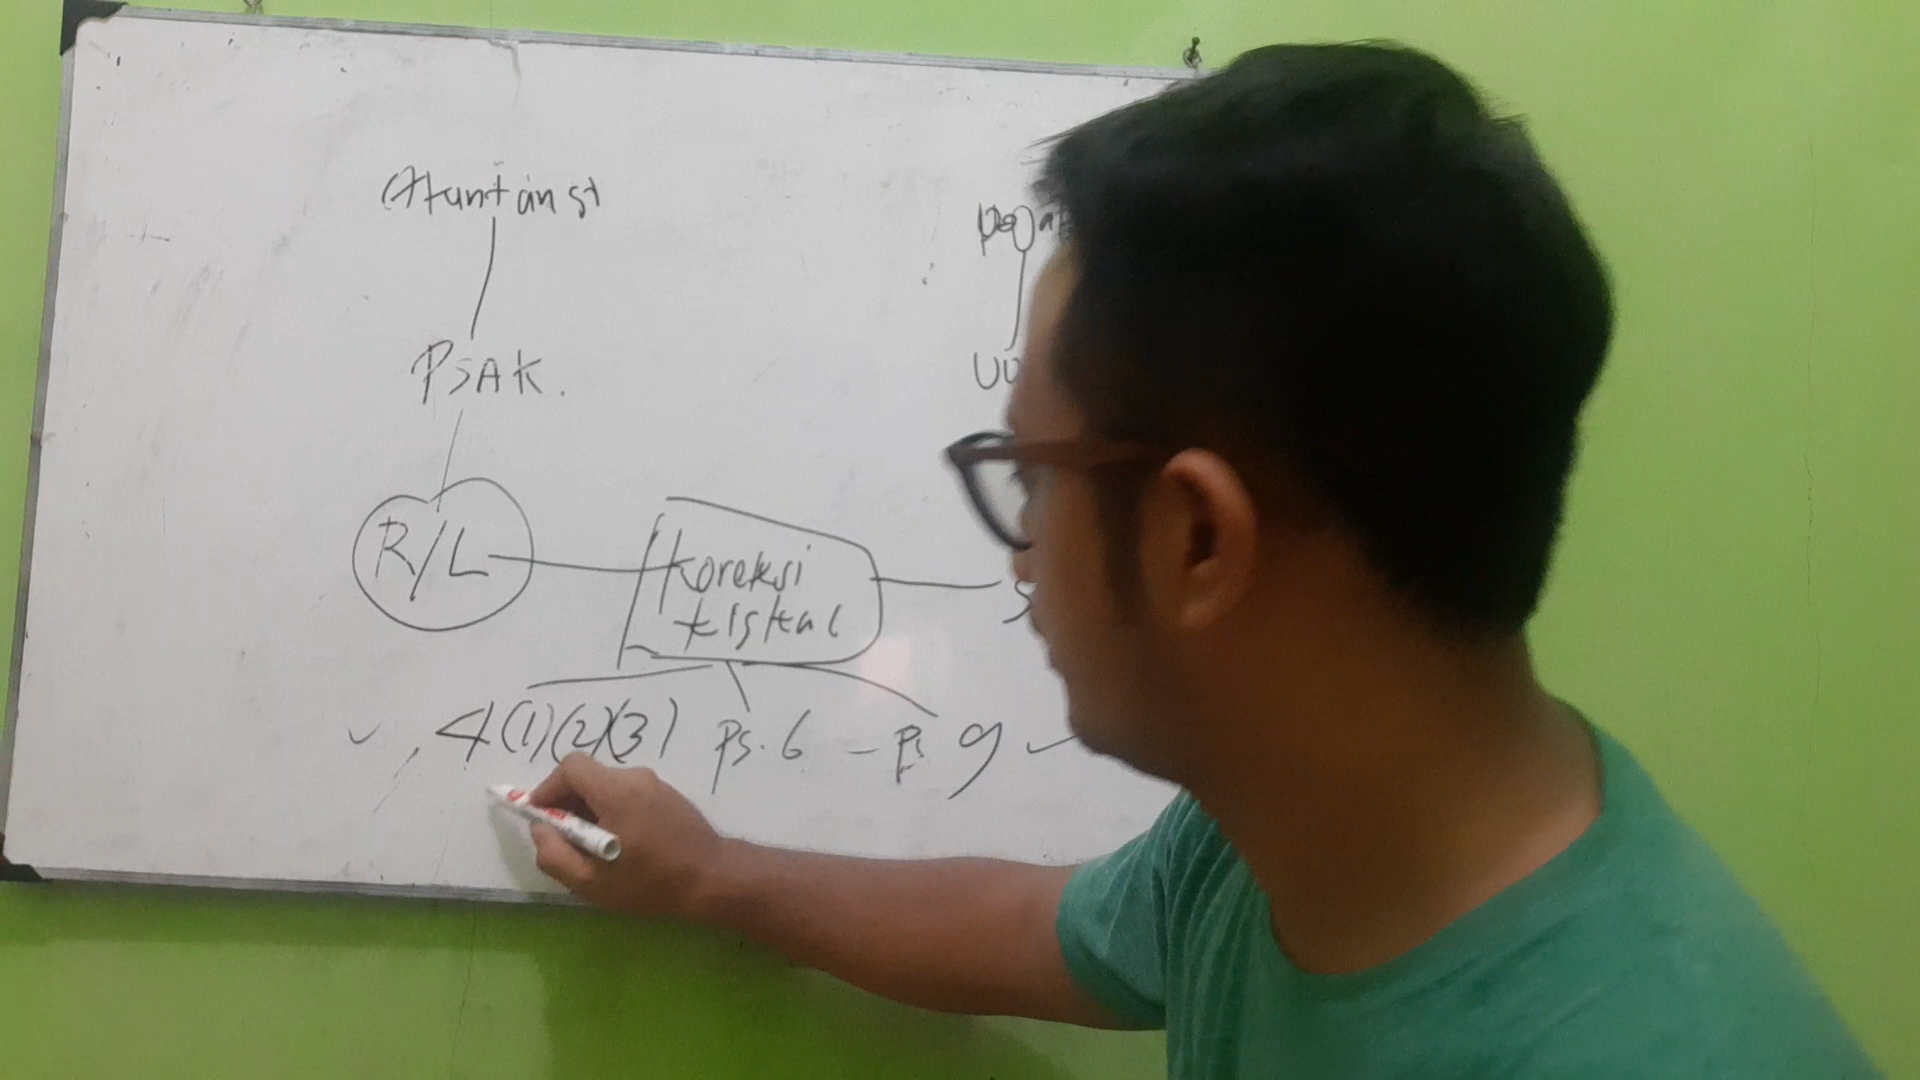 Akuntansi
PSAK.
UU
R/L
Koreksi
fiskal
4 (1)(2)(3) Ps. 6 - Ps 9